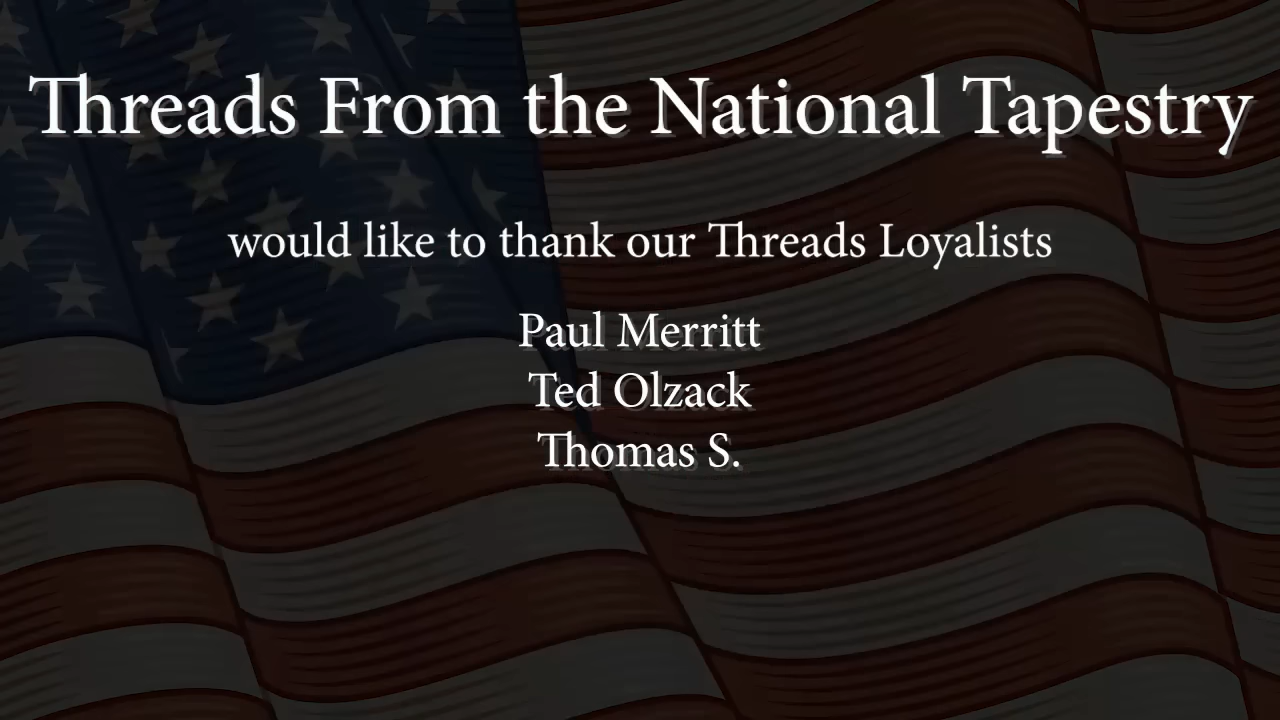 Threads From the National Tapestry
would like to thank our Threads Loyalists
Paul Merritt
Ted Olzack
Thomas S.